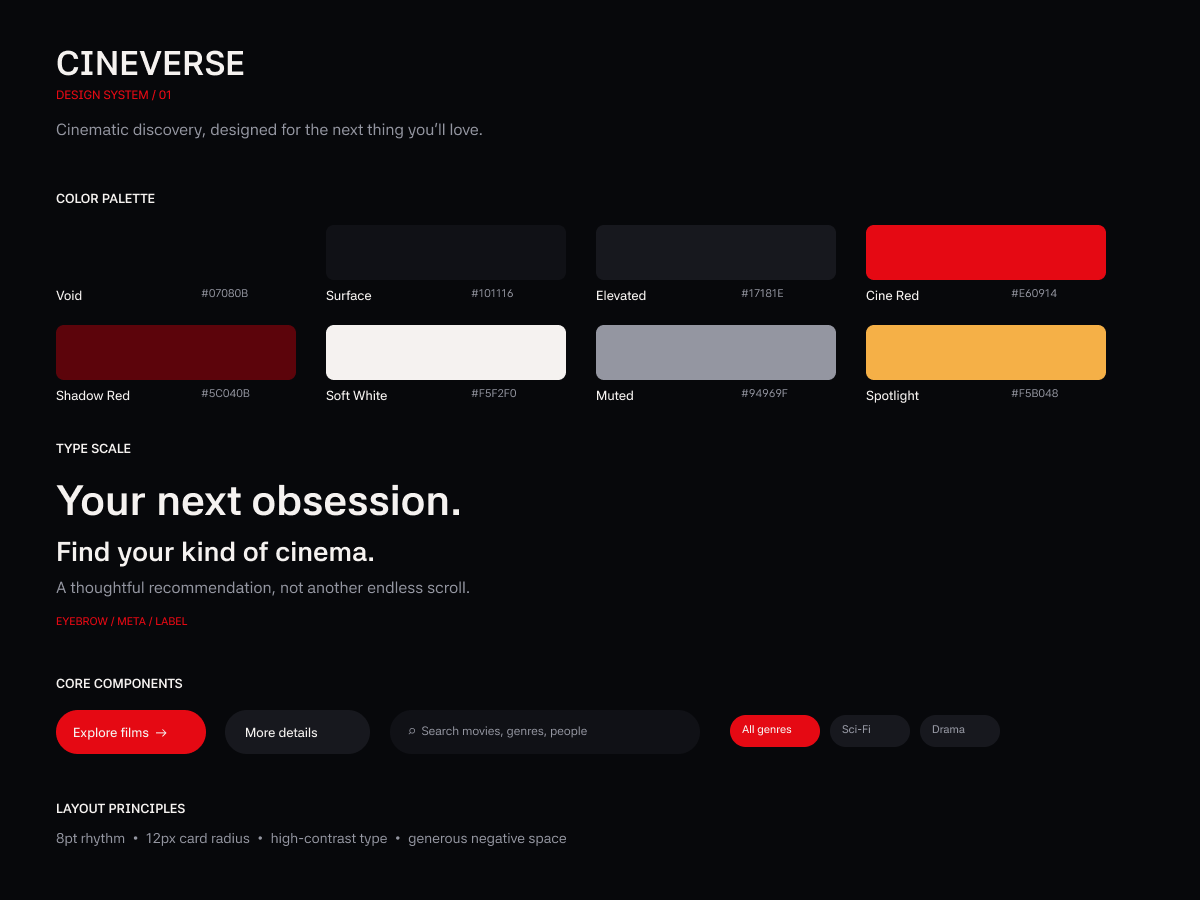 CINEVERSE
DESIGN SYSTEM / 01
Cinematic discovery, designed for the next thing you’ll love.
COLOR PALETTE
Void #07080B
Surface #101116
Elevated #17181E
Cine Red #E60914
Shadow Red #5C040B
Soft White #F5F2F0
Muted #94969F
Spotlight #F5B048
TYPE SCALE
Your next obsession.
Find your kind of cinema.
A thoughtful recommendation, not another endless scroll.
EYEBROW / META / LABEL
CORE COMPONENTS
Explore films →
More details
⌕ Search movies, genres, people
All genres
Sci-Fi
Drama
LAYOUT PRINCIPLES
8pt rhythm • 12px card radius • high-contrast type • generous negative space